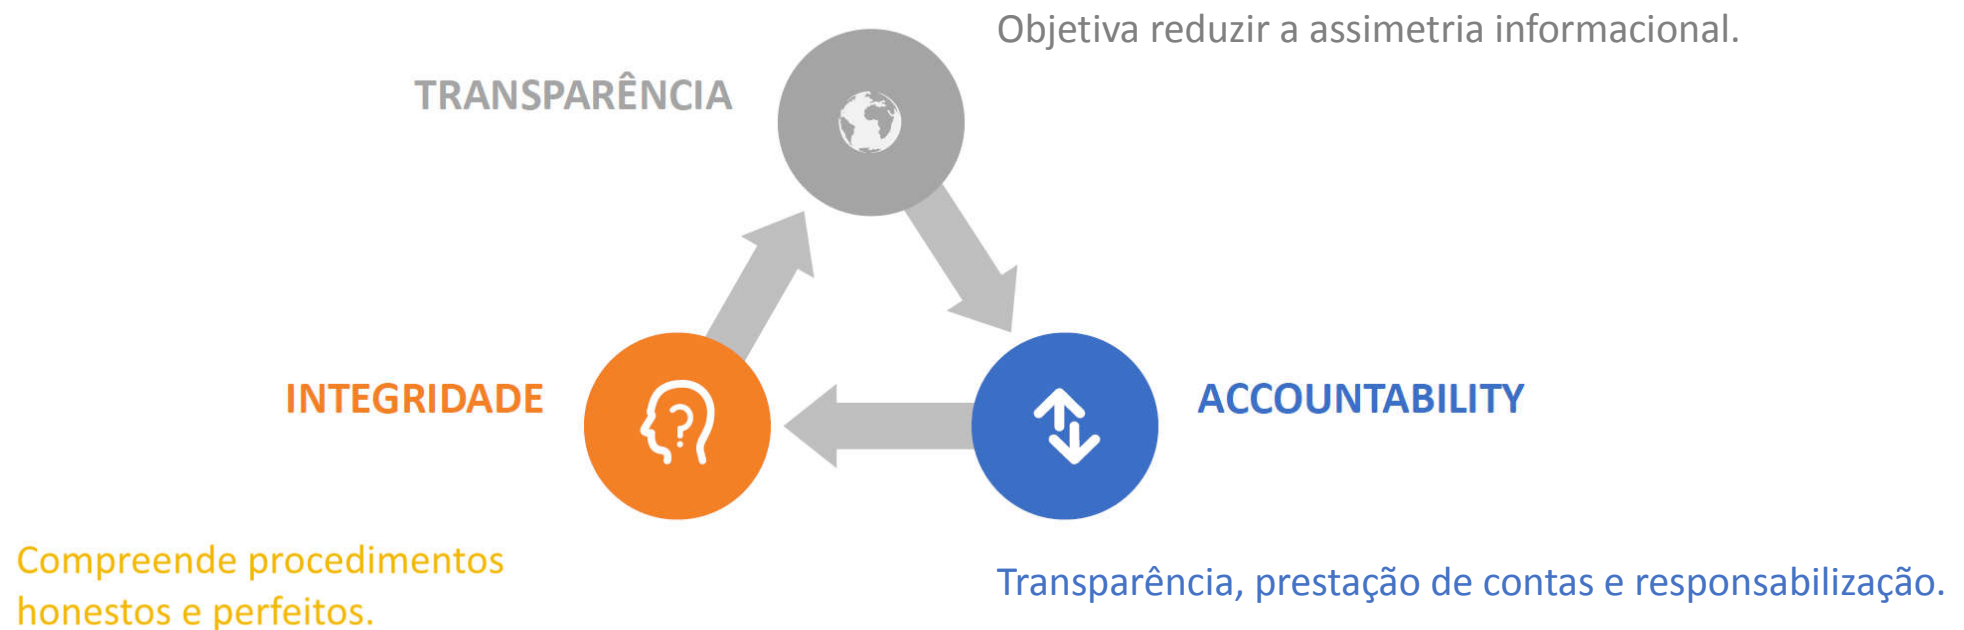 Objetiva reduzir a assimetria informacional.
TRANSPARÊNCIA
INTEGRIDADE
ACCOUNTABILITY
Compreende procedimentos
honestos e perfeitos.
Transparência, prestação de contas e responsabilização.